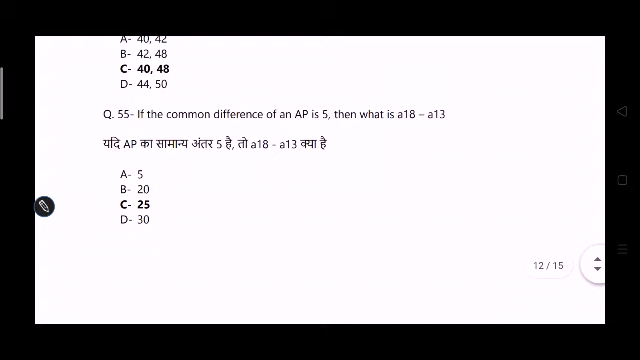 A- 40, 42
B- 42, 48
C- 40, 48
D- 44, 50
Q. 55- If the common difference of an AP is 5, then what is a18 – a13
यदि AP का सामान्य अंतर 5 है, तो a18 - a13 क्या है
A- 5
B- 20
C- 25
D- 30
12 / 15